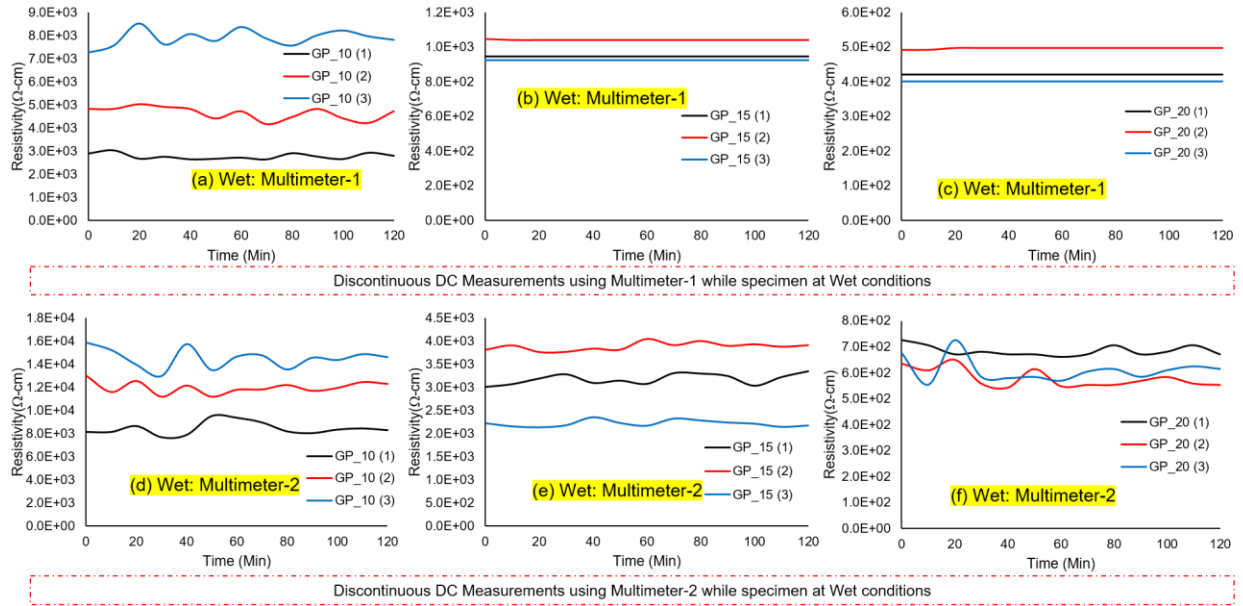 9.0E+03
8.0E+03
7.0E+03
6.0E+03
5.0E+03
4.0E+03
3.0E+03
2.0E+03
1.0E+03
0.0E+00
Resistivity(Ω-cm)
GP_10 (1)
GP_10 (2)
GP_10 (3)
(a) Wet: Multimeter-1
0 20 40 60 80 100 120
Time (Min)
1.2E+03
1.0E+03
8.0E+02
6.0E+02
4.0E+02
2.0E+02
0.0E+00
Resistivity(Ω-cm)
(b) Wet: Multimeter-1
GP_15 (1)
GP_15 (2)
GP_15 (3)
0 20 40 60 80 100 120
Time (Min)
6.0E+02
5.0E+02
4.0E+02
3.0E+02
2.0E+02
1.0E+02
0.0E+00
Resistivity(Ω-cm)
GP_20 (1)
GP_20 (2)
GP_20 (3)
(c) Wet: Multimeter-1
0 20 40 60 80 100 120
Time (Min)
Discontinuous DC Measurements using Multimeter-1 while specimen at Wet conditions
1.8E+04
1.6E+04
1.4E+04
1.2E+04
1.0E+04
8.0E+03
6.0E+03
4.0E+03
2.0E+03
0.0E+00
Resistivity(Ω-cm)
GP_10 (1)
GP_10 (2)
GP_10 (3)
(d) Wet: Multimeter-2
0 20 40 60 80 100 120
Time (Min)
4.5E+03
4.0E+03
3.5E+03
3.0E+03
2.5E+03
2.0E+03
1.5E+03
1.0E+03
5.0E+02
0.0E+00
Resistivity(Ω-cm)
GP_15 (1)
GP_15 (2)
GP_15 (3)
(e) Wet: Multimeter-2
0 20 40 60 80 100 120
Time (Min)
8.0E+02
7.0E+02
6.0E+02
5.0E+02
4.0E+02
3.0E+02
2.0E+02
1.0E+02
0.0E+00
Resistivity(Ω-cm)
GP_20 (1)
GP_20 (2)
GP_20 (3)
(f) Wet: Multimeter-2
0 20 40 60 80 100 120
Time (Min)
Discontinuous DC Measurements using Multimeter-2 while specimen at Wet conditions